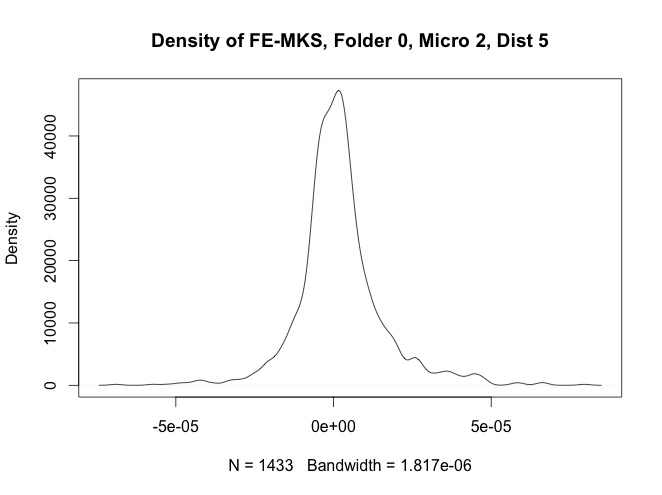 Density of FE-MKS, Folder 0, Micro 2, Dist 5
Density
40000
30000
20000
10000
0
-5e-05 0e+00 5e-05
N = 1433 Bandwidth = 1.817e-06